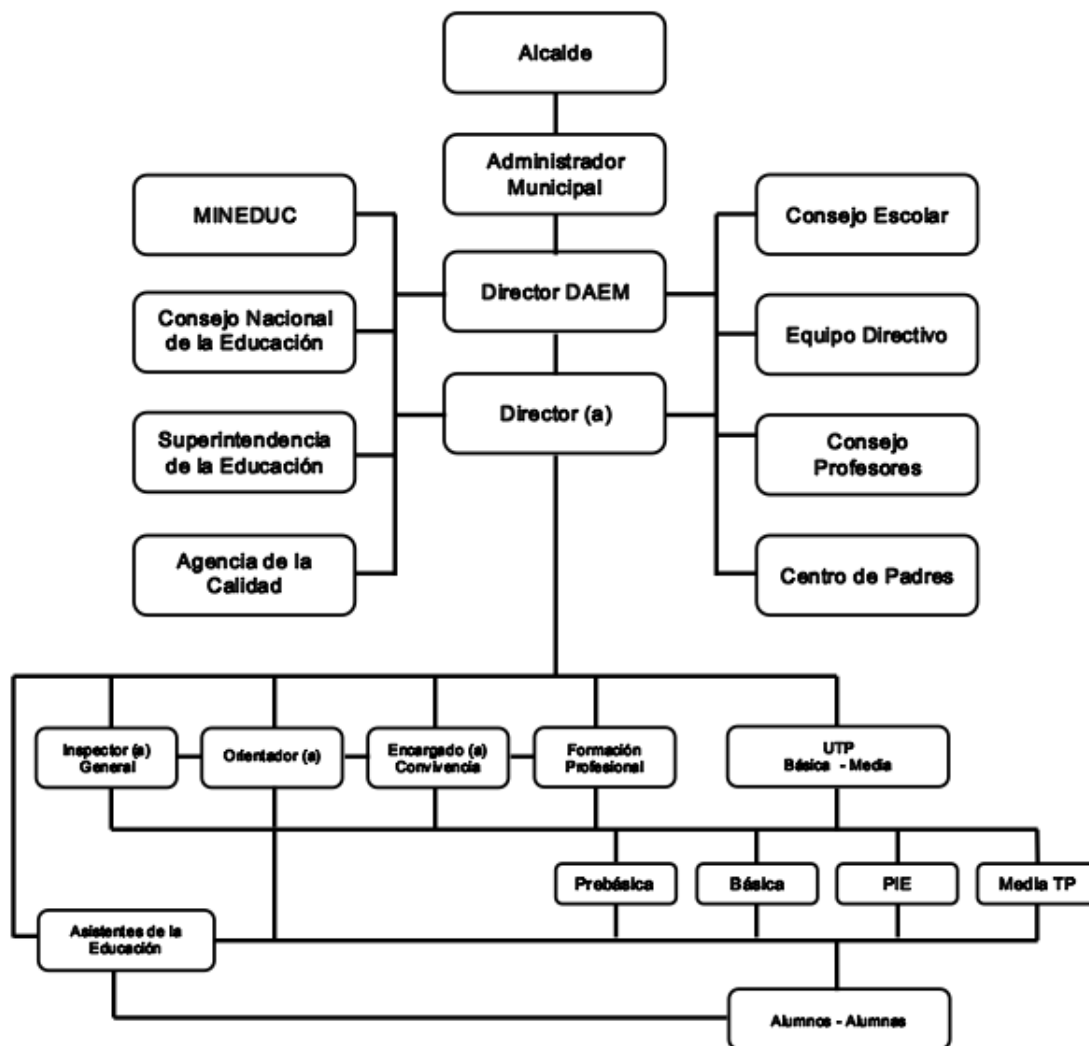 Alcalde
Administrador
Municipal
MINEDUC
Consejo Escolar
Director DAEM
Consejo Nacional
de la Educación
Equipo Directivo
Director (a)
Superintendencia
de la Educación
Consejo
Profesores
Agencia de la
Calidad
Centro de Padres
Inspector (a)
General
Orientador (a)
Encargado (a)
Convivencia
Formación
Profesional
UTP
Básica - Media
Prebásica
Básica
PIE
Media TP
Asistentes de la
Educación
Alumnos - Alumnas